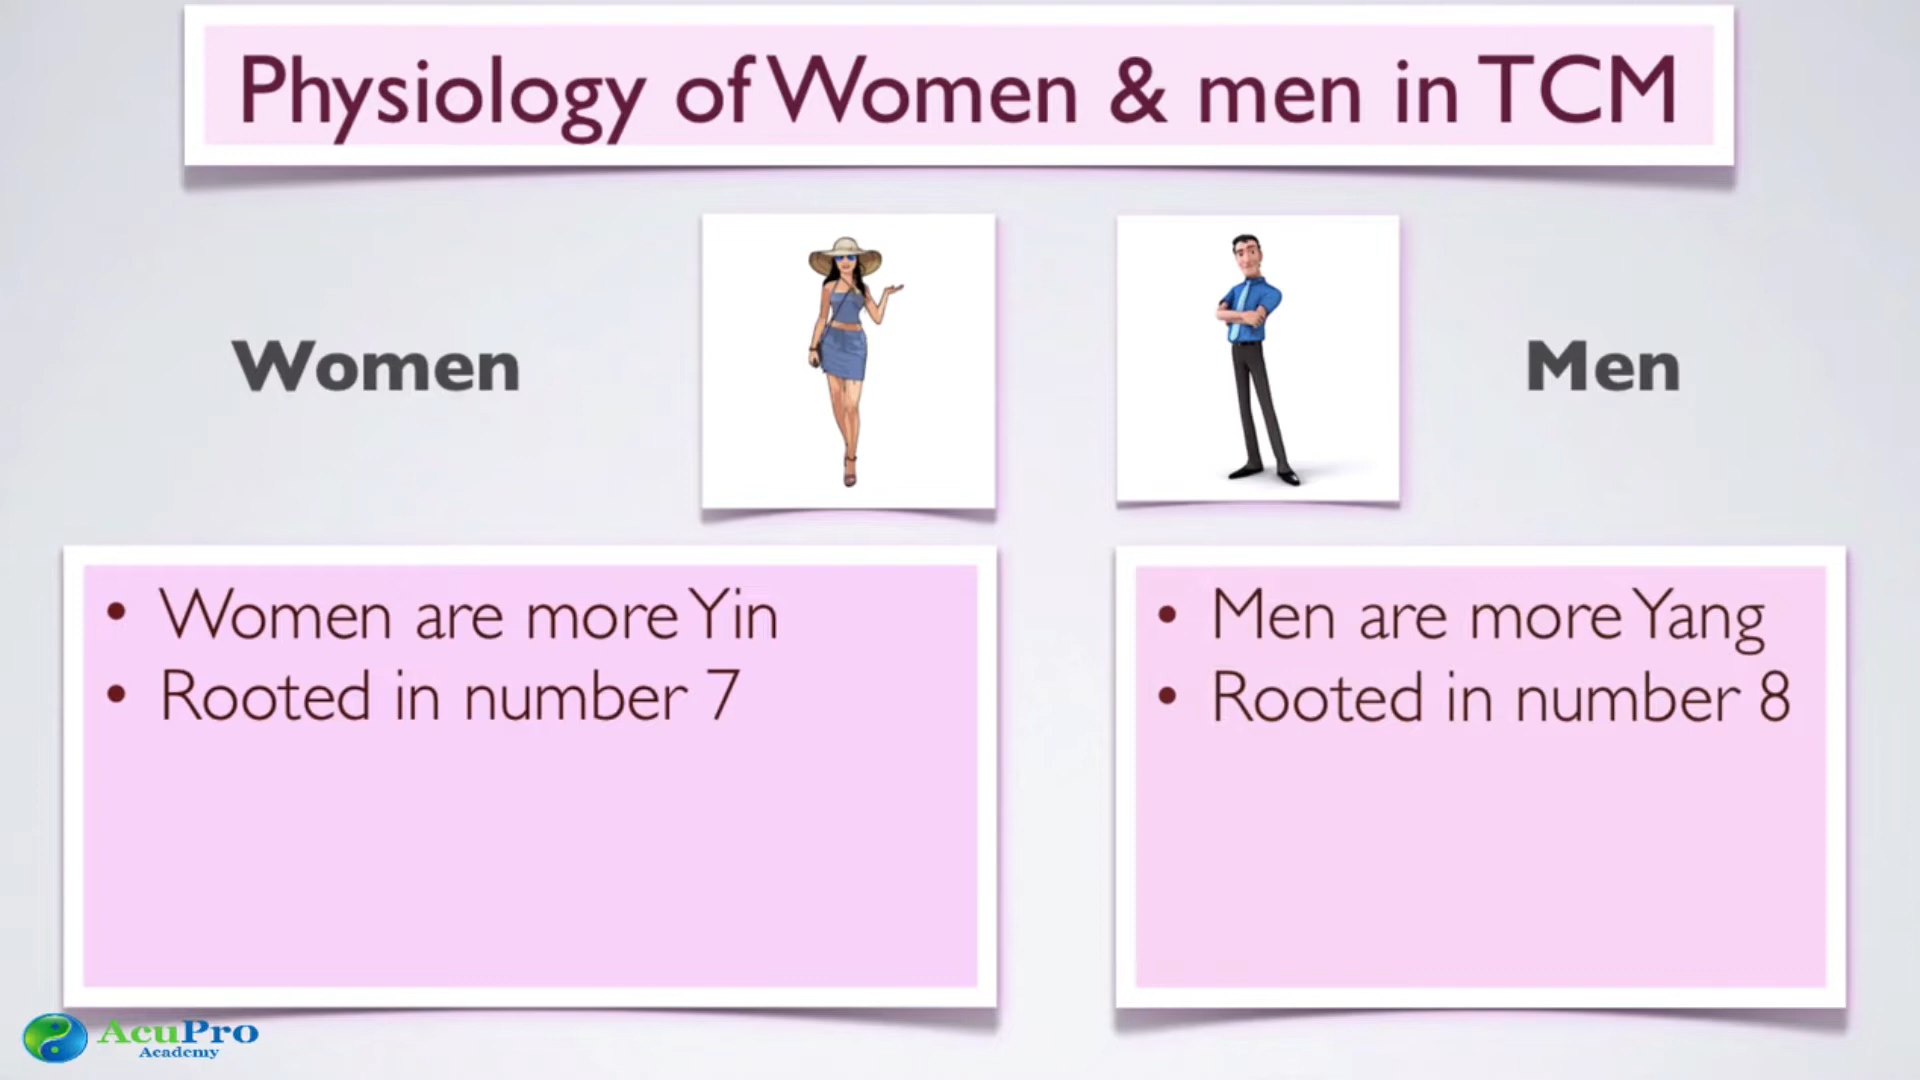 Physiology of Women & men in TCM
Women
Men
• Women are more Yin
• Rooted in number 7
• Men are more Yang
• Rooted in number 8
AcuPro
Academy